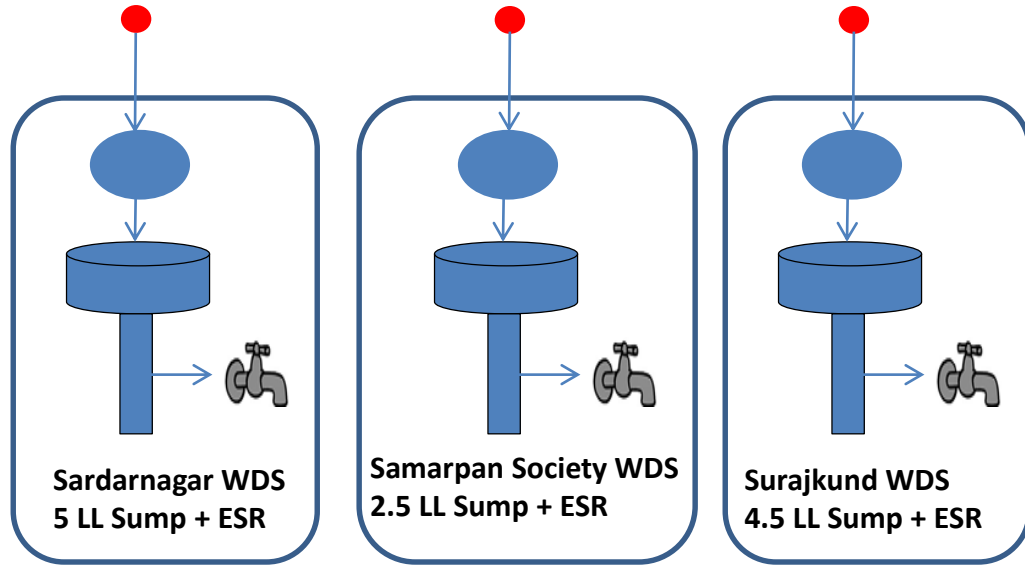 Sardarnagar WDS
5 LL Sump + ESR
Samarpan Society WDS
2.5 LL Sump + ESR
Surajkund WDS
4.5 LL Sump + ESR